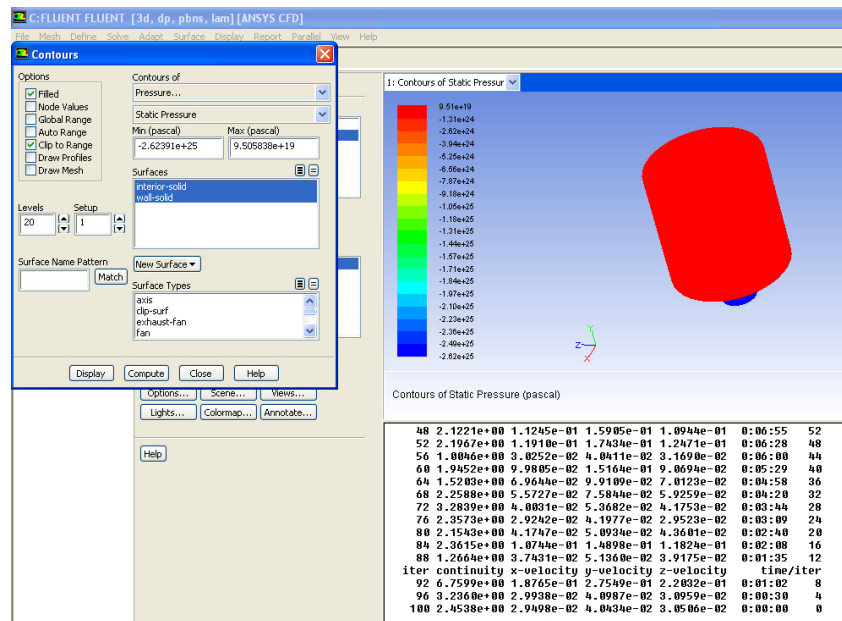 C:FLUENT FLUENT [3d, dp, pbns, lam] [ANSYS CFD]
File Mesh Define Solve Adapt Surface Display Report Parallel View Help
Contours
Options
Filled
Node Values
Global Range
Auto Range
Clip to Range
Draw Profiles
Draw Mesh
Contours of
Pressure...
Static Pressure
Min (pascal) Max (pascal)
-2.62391e+25 9.505838e+19
Surfaces
interior-solid
wall-solid
Levels Setup
20 1
Surface Name Pattern
Match
New Surface
Surface Types
axis
clip-surf
exhaust-fan
fan
Display Compute Close Help
Options... Scene... Views...
Lights... Colormap... Annotate...
Help
1: Contours of Static Pressur
9.51e+19
-1.31e+24
-2.62e+24
-3.94e+24
-5.25e+24
-6.56e+24
-7.87e+24
-9.18e+24
-1.05e+25
-1.18e+25
-1.31e+25
-1.44e+25
-1.57e+25
-1.71e+25
-1.84e+25
-1.97e+25
-2.10e+25
-2.23e+25
-2.36e+25
-2.49e+25
-2.62e+25
Y
Z
X
Contours of Static Pressure (pascal)
48 2.1221e+00 1.1245e-01 1.5905e-01 1.0944e-01 0:06:55 52
52 2.1967e+00 1.1910e-01 1.7434e-01 1.2471e-01 0:06:28 48
56 1.0046e+00 3.0252e-02 4.0411e-02 3.1690e-02 0:06:00 44
60 1.9452e+00 9.9805e-02 1.5164e-01 9.0694e-02 0:05:29 40
64 1.5203e+00 6.9644e-02 9.9109e-02 7.0123e-02 0:04:58 36
68 2.2588e+00 5.5727e-02 7.5844e-02 5.9259e-02 0:04:20 32
72 3.2839e+00 4.0031e-02 5.3682e-02 4.1753e-02 0:03:44 28
76 2.3573e+00 2.9242e-02 4.1977e-02 2.9523e-02 0:03:09 24
80 2.1543e+00 4.1747e-02 5.0934e-02 4.3601e-02 0:02:40 20
84 2.3615e+00 1.0744e-01 1.4898e-01 1.1824e-01 0:02:08 16
88 1.2664e+00 3.7431e-02 5.1360e-02 3.9175e-02 0:01:35 12
iter continuity x-velocity y-velocity z-velocity time/iter
92 6.7599e+00 1.8765e-01 2.7549e-01 2.2032e-01 0:01:02 8
96 3.2360e+00 2.9938e-02 4.0987e-02 3.0959e-02 0:00:30 4
100 2.4538e+00 2.9498e-02 4.0434e-02 3.0506e-02 0:00:00 0